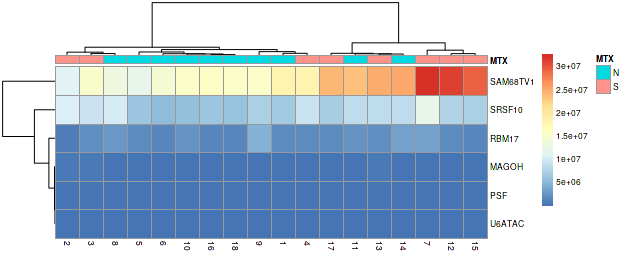 MTX
SAM68TV1
SRSF10
RBM17
MAGOH
PSF
U6ATAC
2 3 8 5 6 10 16 18 9 1 4 17 11 13 14 7 12 15
3e+07
2.5e+07
2e+07
1.5e+07
1e+07
5e+06
MTX
N
S